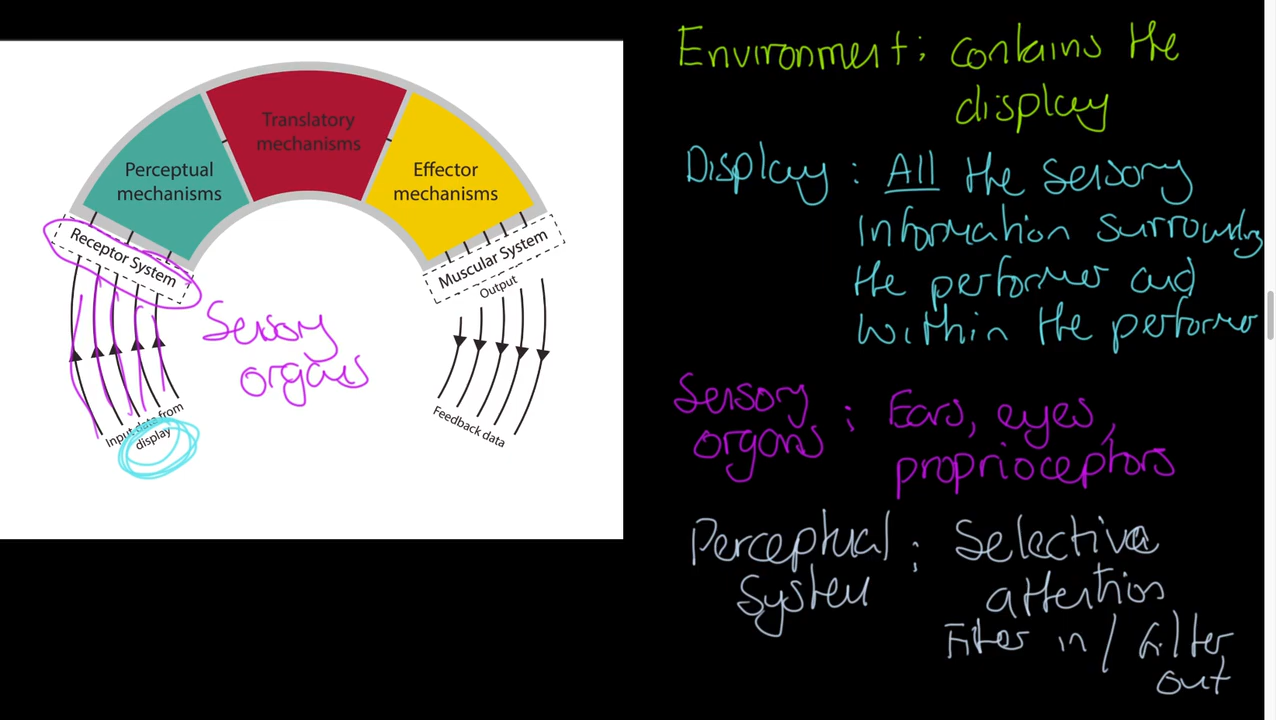 Translatory
mechanisms
Perceptual
mechanisms
Effector
mechanisms
Receptor System
Muscular System
Output
Sensory
organs
Input data from
display
Feedback data
Environment; contains the
display
Display : All the sensory
Information surrounding
the performer and
within the performer
Sensory
organs ; Ears, eyes,
proprioceptors
Perceptual ; Selective
System attention
Filter in / filter
out